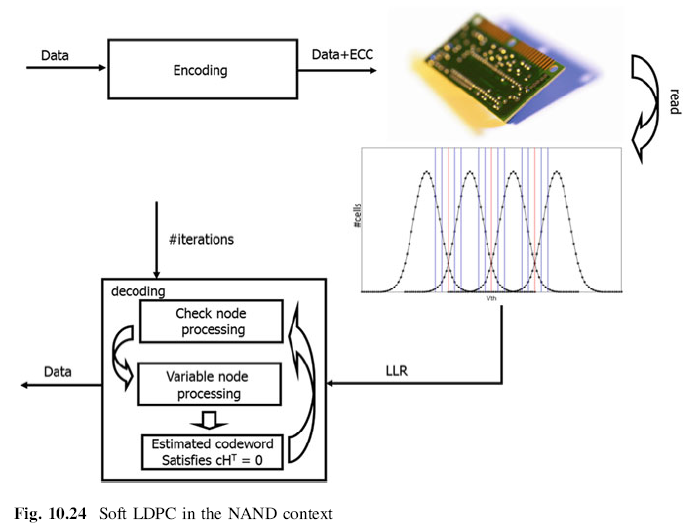 Data
Encoding
Data+ECC
read
#cells
Vth
#iterations
decoding
Check node
processing
Variable node
processing
Estimated codeword
Satisfies cHᵀ = 0
LLR
Data
Fig. 10.24 Soft LDPC in the NAND context